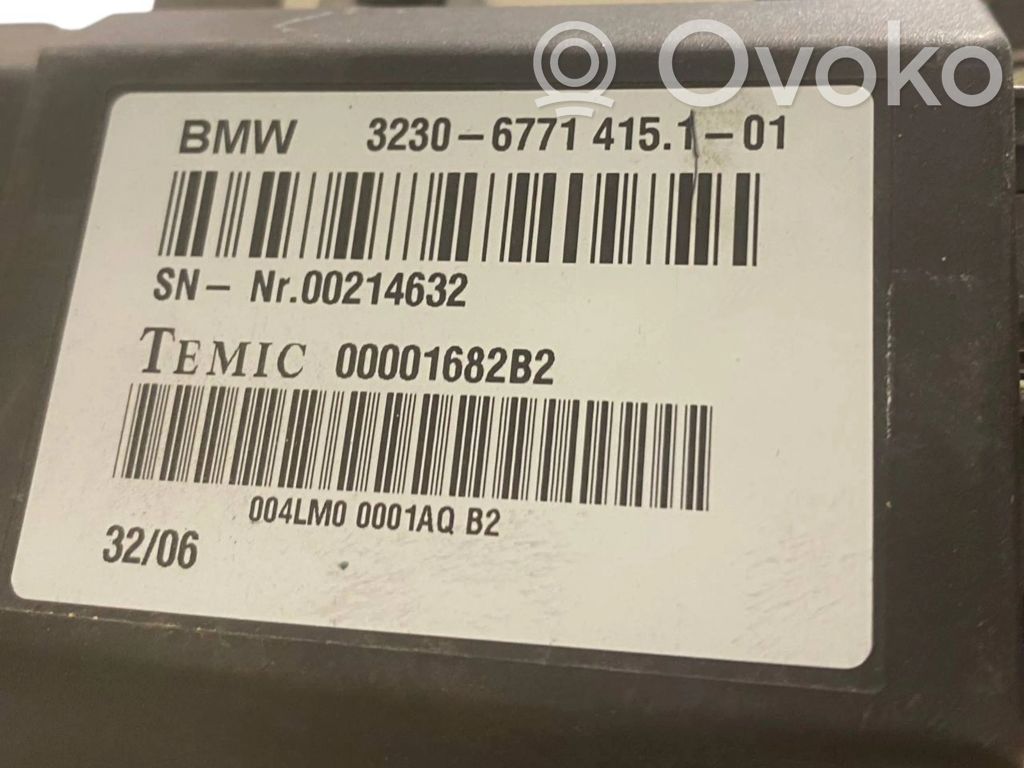 Ovoko
BMW 3230-6771 415.1-01
SN- Nr.00214632
TEMIC 00001682B2
004LM0 0001AQ B2
32/06